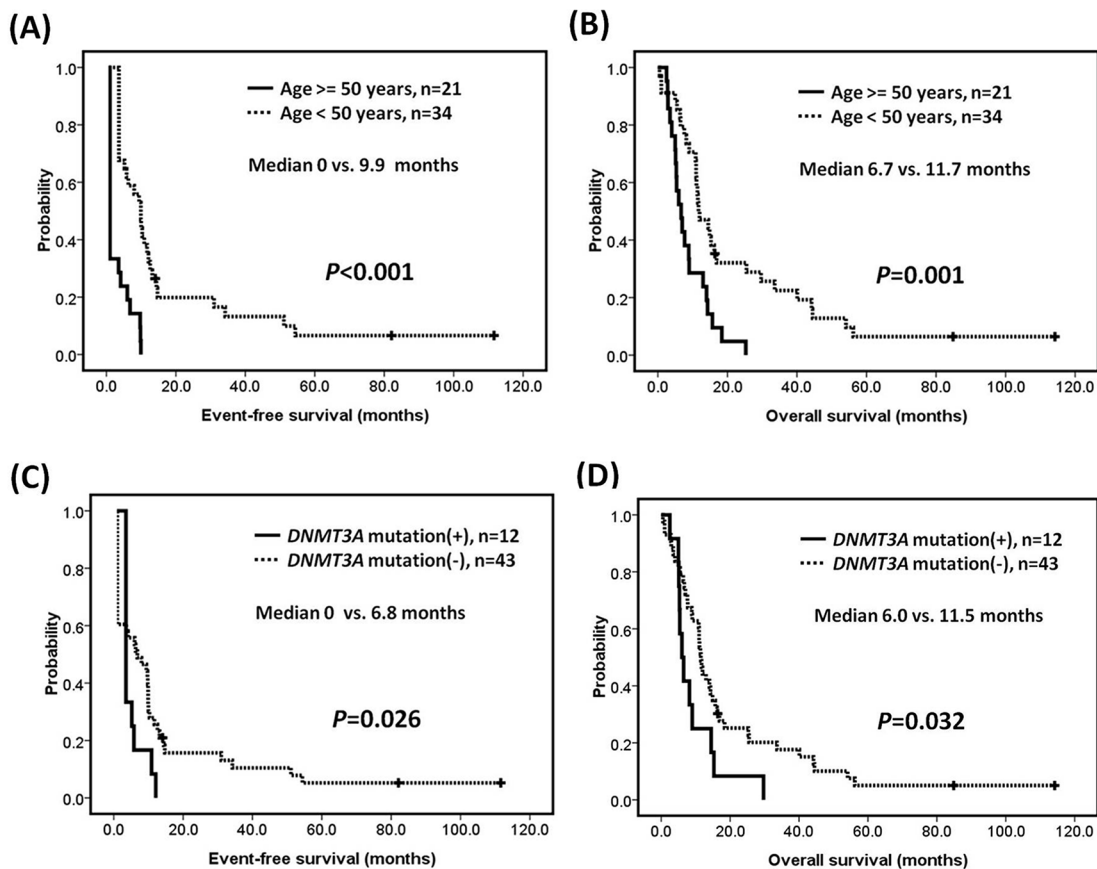 (A)
1.0
0.8
0.6
0.4
0.2
0.0
Probability
Age >= 50 years, n=21
Age < 50 years, n=34
Median 0 vs. 9.9 months
P<0.001
0.0 20.0 40.0 60.0 80.0 100.0 120.0
Event-free survival (months)
(B)
1.0
0.8
0.6
0.4
0.2
0.0
Probability
Age >= 50 years, n=21
Age < 50 years, n=34
Median 6.7 vs. 11.7 months
P=0.001
0.0 20.0 40.0 60.0 80.0 100.0 120.0
Overall survival (months)
(C)
1.0
0.8
0.6
0.4
0.2
0.0
Probability
DNMT3A mutation(+), n=12
DNMT3A mutation(-), n=43
Median 0 vs. 6.8 months
P=0.026
0.0 20.0 40.0 60.0 80.0 100.0 120.0
Event-free survival (months)
(D)
1.0
0.8
0.6
0.4
0.2
0.0
Probability
DNMT3A mutation(+), n=12
DNMT3A mutation(-), n=43
Median 6.0 vs. 11.5 months
P=0.032
0.0 20.0 40.0 60.0 80.0 100.0 120.0
Overall survival (months)